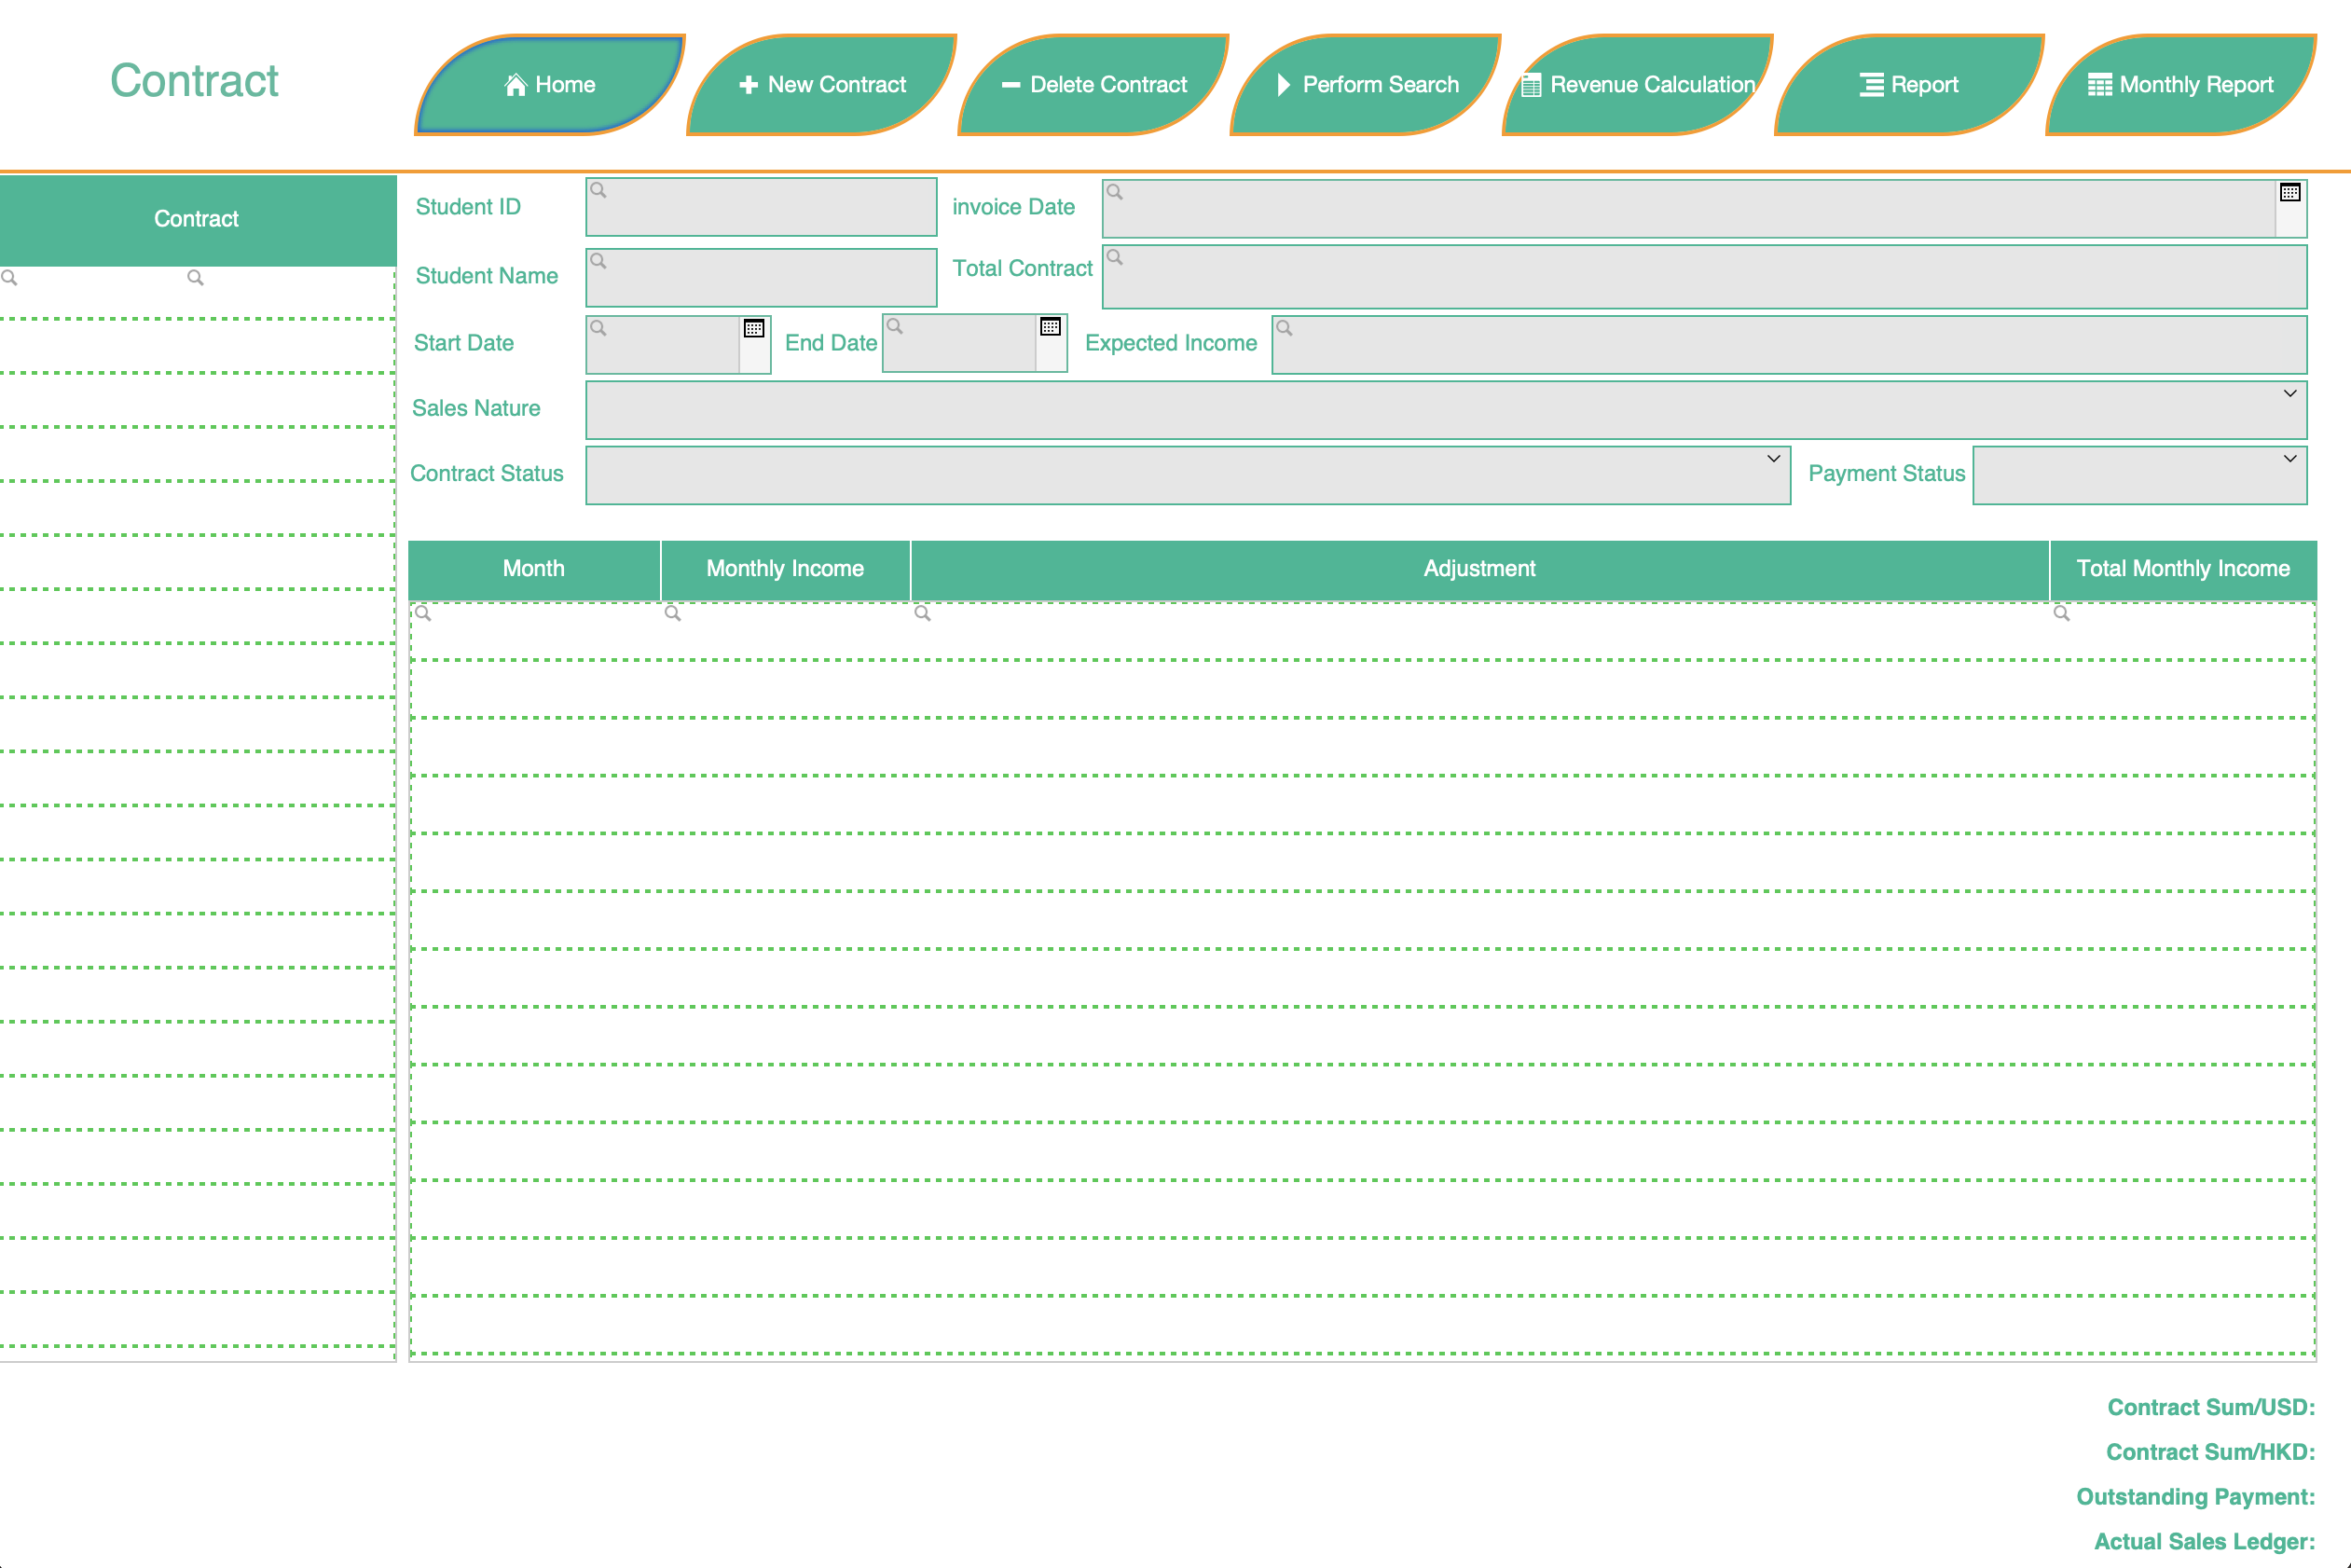 Contract
Home
New Contract
Delete Contract
Perform Search
Revenue Calculation
Report
Monthly Report
Contract
Student ID
invoice Date
Student Name
Total Contract
Start Date
End Date
Expected Income
Sales Nature
Contract Status
Payment Status
Month
Monthly Income
Adjustment
Total Monthly Income
Contract Sum/USD:
Contract Sum/HKD:
Outstanding Payment:
Actual Sales Ledger: